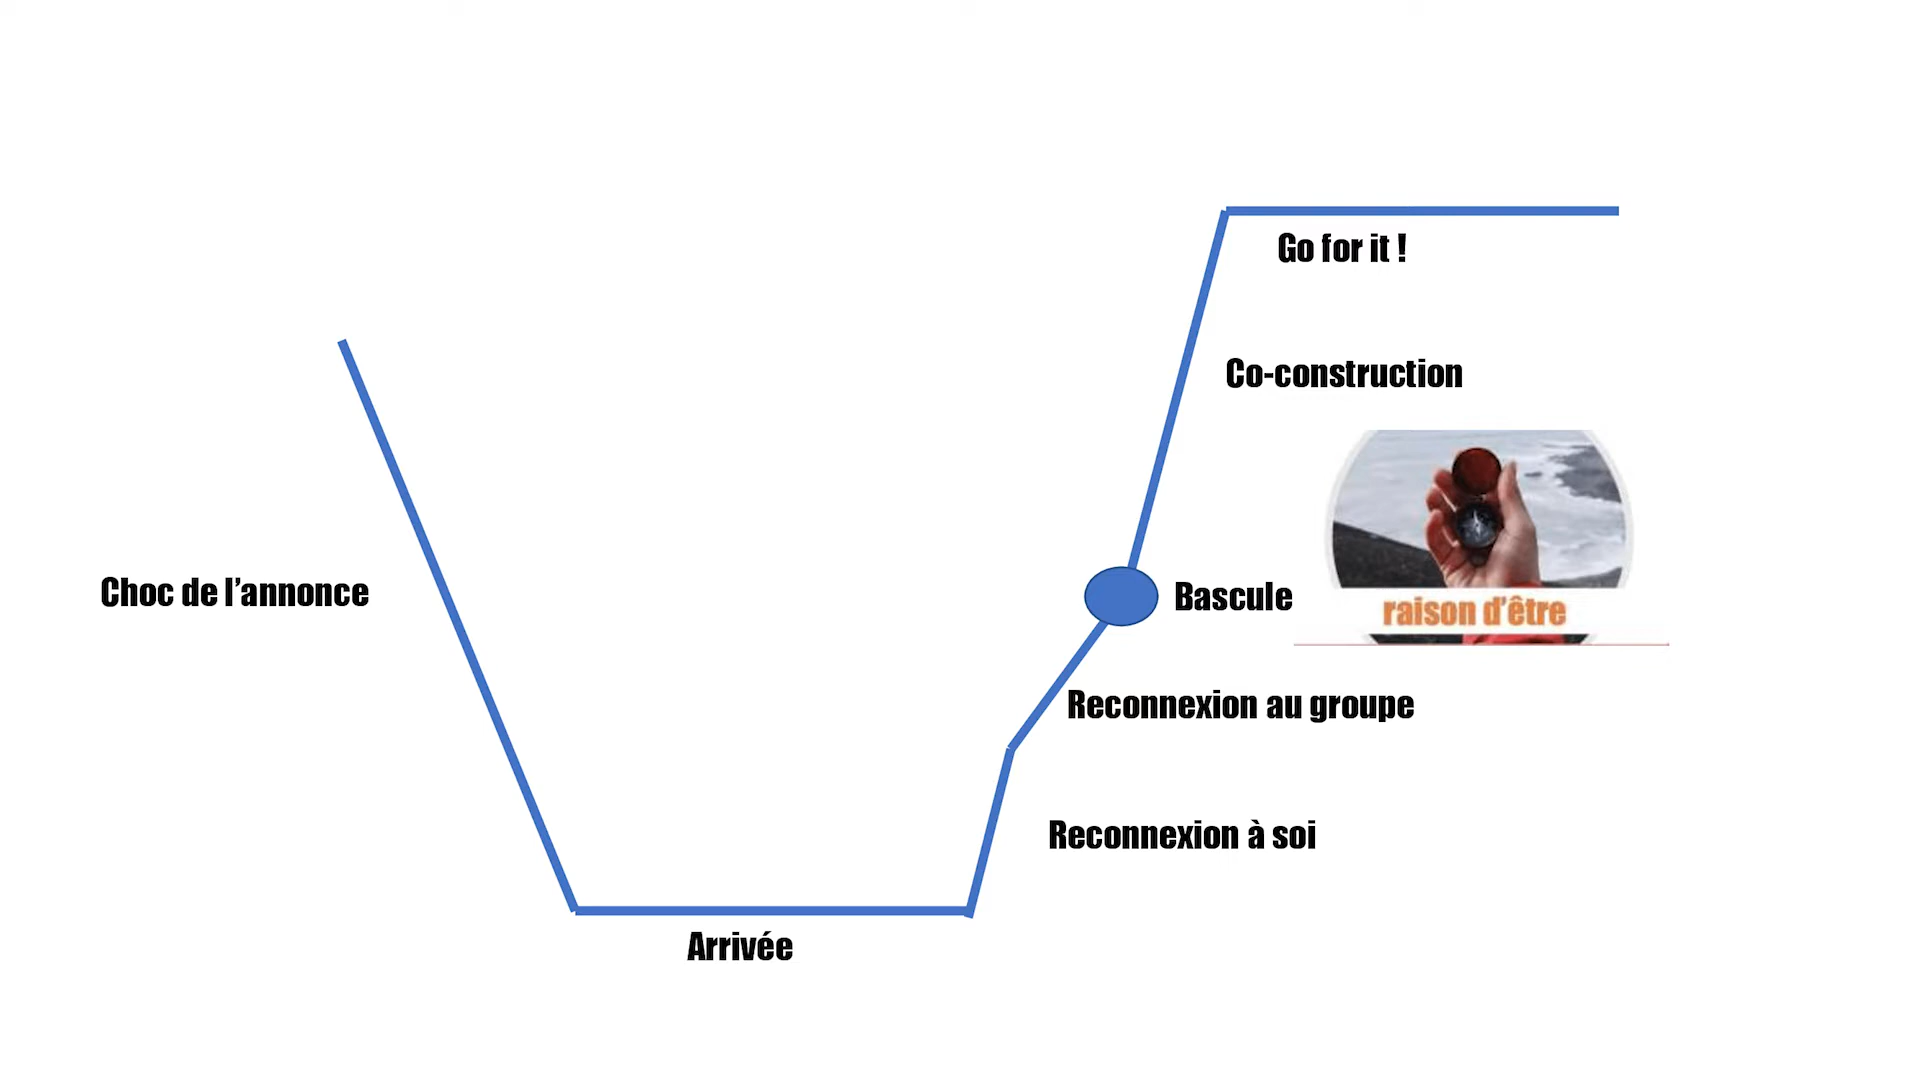 Go for it !
Co-construction
Choc de l’annonce
Bascule
raison d’être
Reconnexion au groupe
Reconnexion à soi
Arrivée